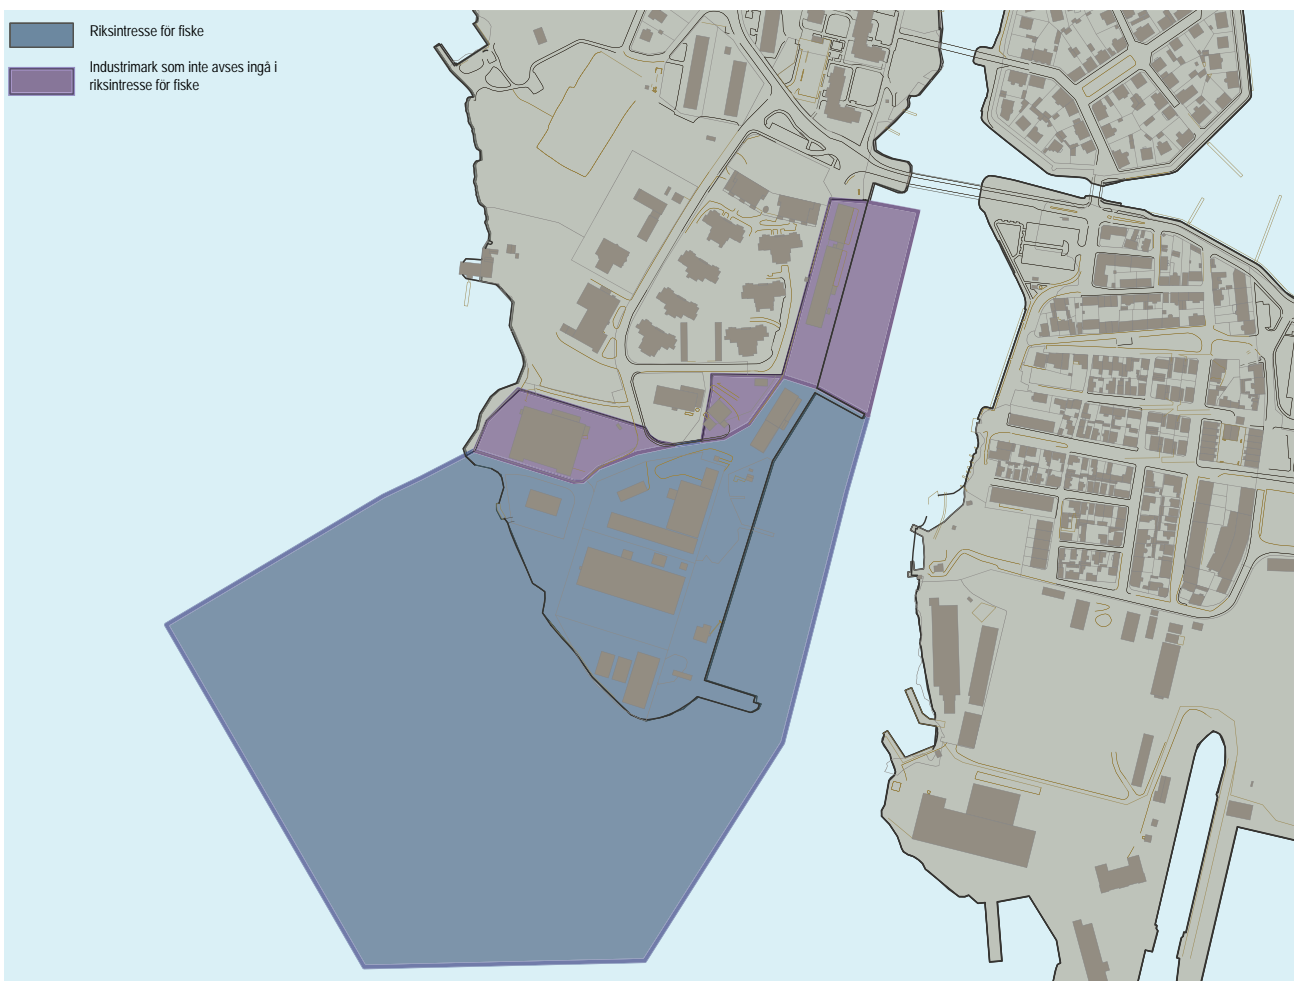 Riksintresse för fiske
Industrimark som inte avses ingå i
riksintresse för fiske